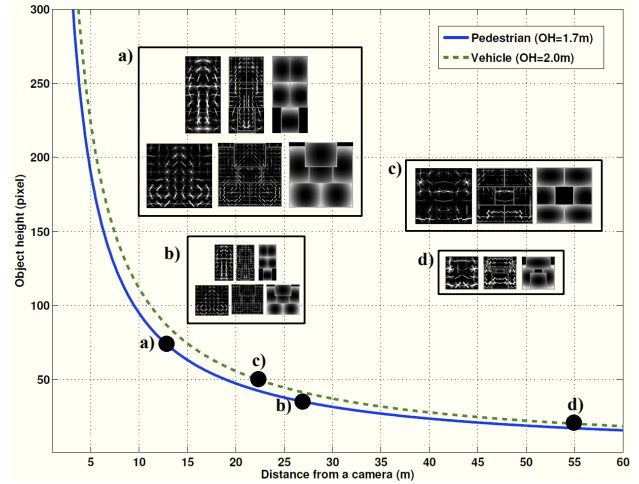 300
250
200
150
100
50
Object height (pixel)
Pedestrian (OH=1.7m)
Vehicle (OH=2.0m)
a)
b)
c)
d)
a)
c)
b)
d)
5 10 15 20 25 30 35 40 45 50 55 60
Distance from a camera (m)